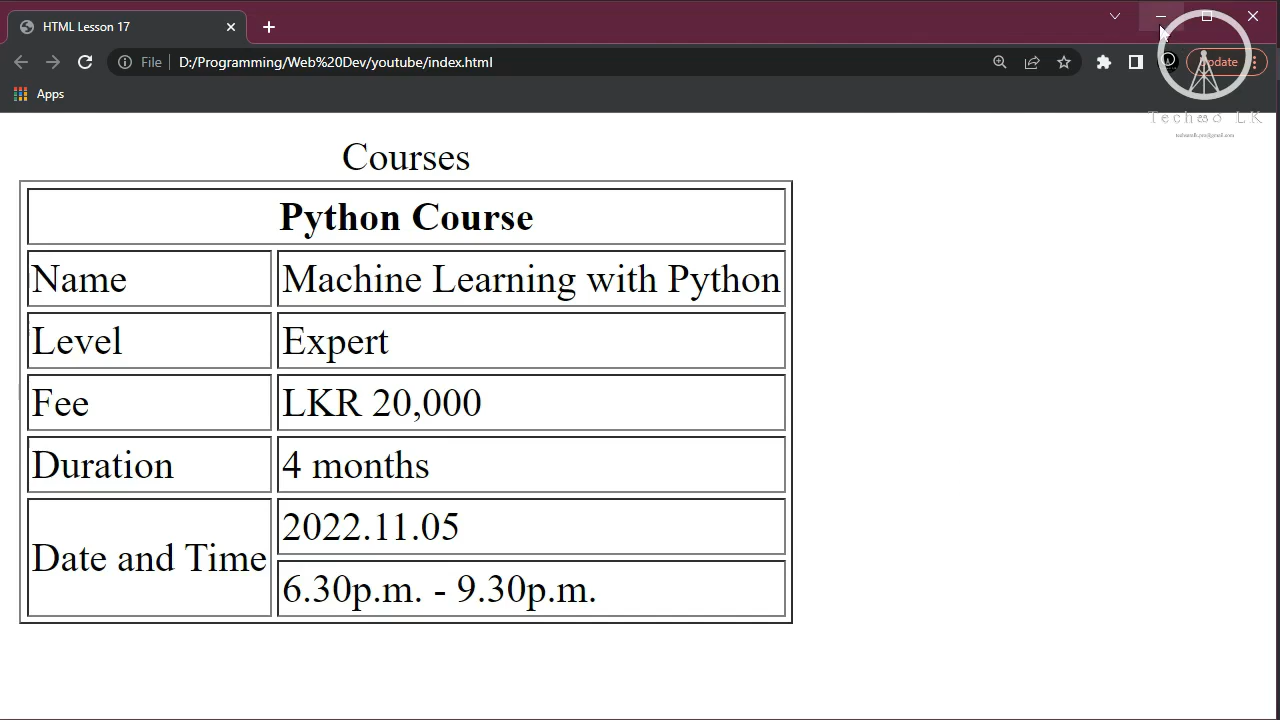 HTML Lesson 17
File D:/Programming/Web%20Dev/youtube/index.html
Update
Apps
Techno LK
Courses
Python Course
Name Machine Learning with Python
Level Expert
Fee LKR 20,000
Duration 4 months
Date and Time 2022.11.05
6.30p.m. - 9.30p.m.